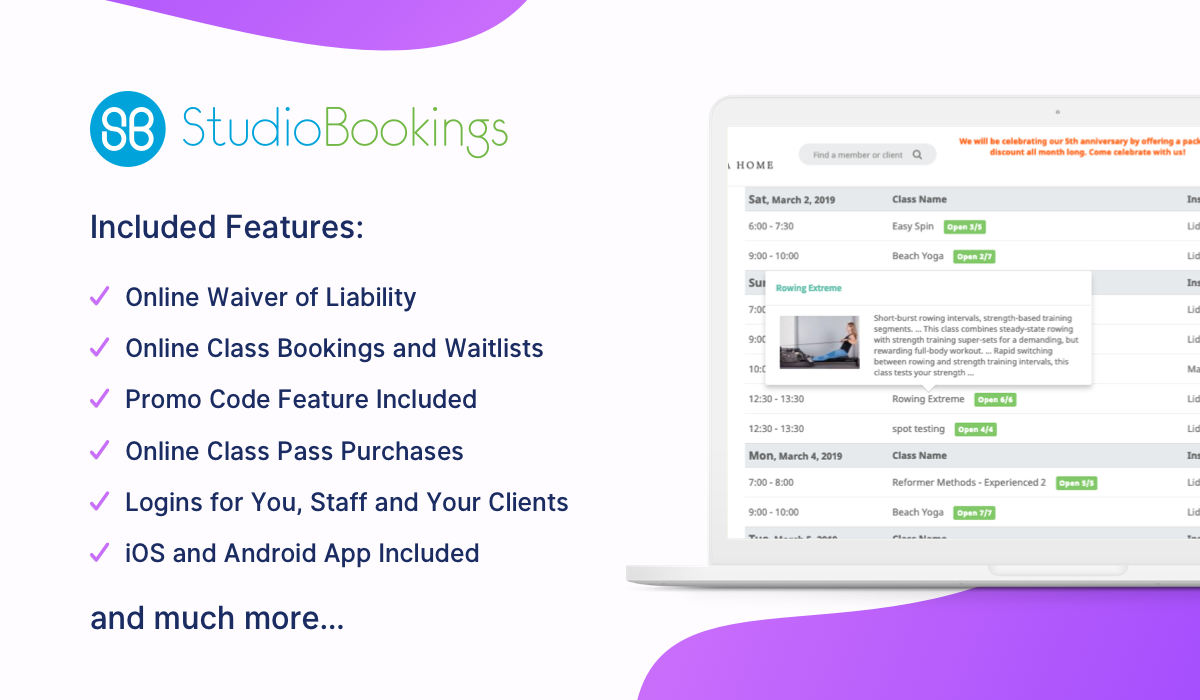 SB StudioBookings
Included Features:
Online Waiver of Liability
Online Class Bookings and Waitlists
Promo Code Feature Included
Online Class Pass Purchases
Logins for You, Staff and Your Clients
iOS and Android App Included
and much more...
A HOME
Find a member or client
We will be celebrating our 5th anniversary by offering a pack
discount all month long. Come celebrate with us!
Sat, March 2, 2019 Class Name Ins
6:00 - 7:30 Easy Spin Open 3/5 Lid
9:00 - 10:00 Beach Yoga Open 2/7 Lid
Sun Ins
7:00 Lid
9:00 Lid
10:0 Ma
Rowing Extreme
Short-burst rowing intervals, strength-based training
segments. ... This class combines steady-state rowing
with strength training super-sets for a demanding, but
rewarding full-body workout. ... Rapid switching
between rowing and strength training intervals, this
class tests your strength ...
12:30 - 13:30 Rowing Extreme Open 6/6 Lid
12:30 - 13:30 spot testing Open 4/4 Lid
Mon, March 4, 2019 Class Name Ins
7:00 - 8:00 Reformer Methods - Experienced 2 Open 5/5 Lid
9:00 - 10:00 Beach Yoga Open 7/7 Lid
Tue, March 5, 2019 Class Name Ins